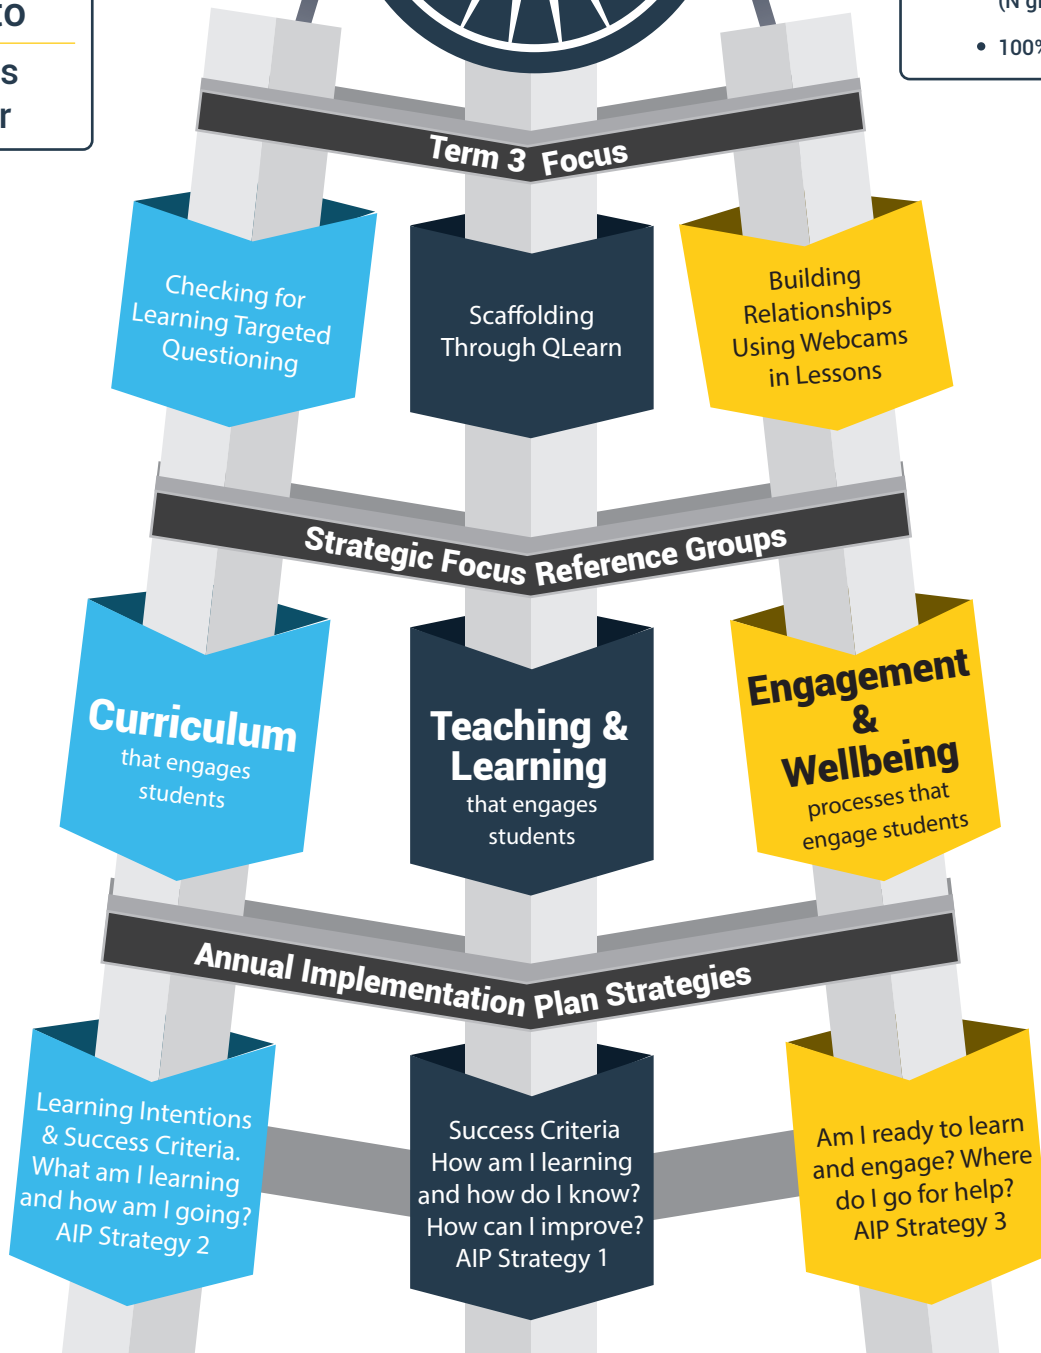 to
s
r
(N gr
• 100%
Term 3 Focus
Checking for
Learning Targeted
Questioning
Scaffolding
Through QLearn
Building
Relationships
Using Webcams
in Lessons
Strategic Focus Reference Groups
Curriculum
that engages
students
Teaching &
Learning
that engages
students
Engagement
&
Wellbeing
processes that
engage students
Annual Implementation Plan Strategies
Learning Intentions
& Success Criteria.
What am I learning
and how am I going?
AIP Strategy 2
Success Criteria
How am I learning
and how do I know?
How can I improve?
AIP Strategy 1
Am I ready to learn
and engage? Where
do I go for help?
AIP Strategy 3